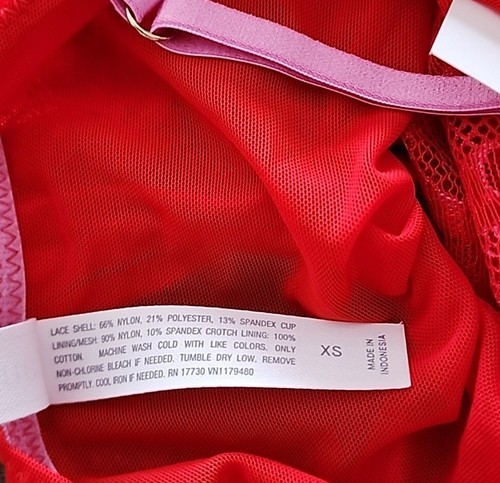 LACE SHELL: 66% NYLON, 21% POLYESTER, 13% SPANDEX CUP
LINING/MESH: 90% NYLON, 10% SPANDEX CROTCH LINING: 100%
COTTON. MACHINE WASH COLD WITH LIKE COLORS. ONLY
NON-CHLORINE BLEACH IF NEEDED. TUMBLE DRY LOW. REMOVE
PROMPTLY. COOL IRON IF NEEDED. RN 17730 VN1179480
XS
MADE IN
INDONESIA